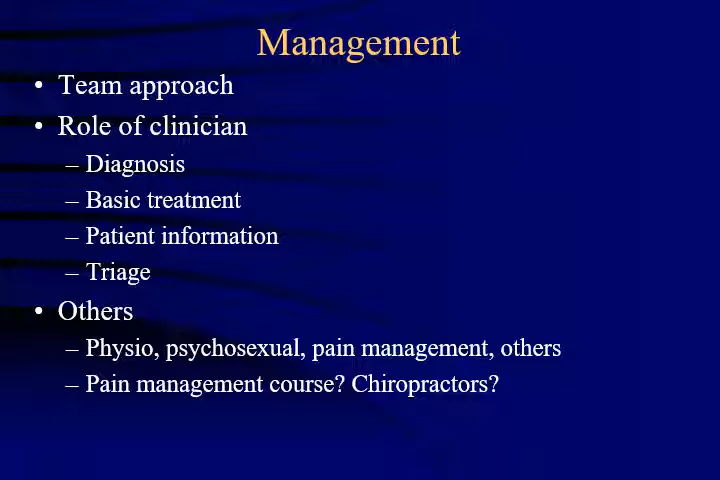 Management
• Team approach
• Role of clinician
– Diagnosis
– Basic treatment
– Patient information
– Triage
• Others
– Physio, psychosexual, pain management, others
– Pain management course? Chiropractors?